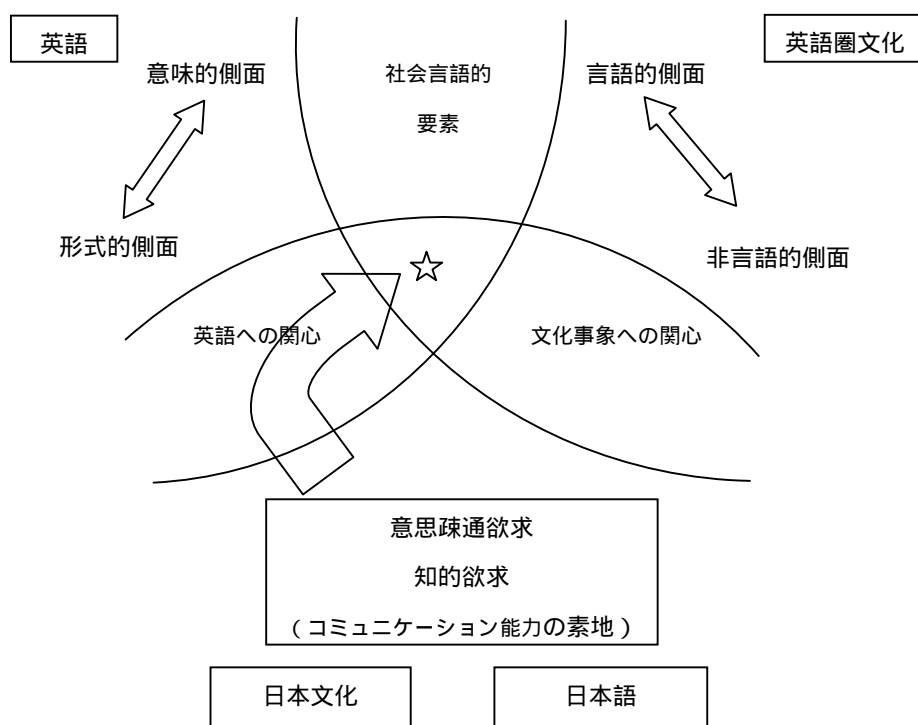 英語
英語圏文化
意味的側面
社会言語的
要素
言語的側面
形式的側面
非言語的側面
英語への関心
文化事象への関心
意思疎通欲求
知的欲求
（コミュニケーション能力の素地）
日本文化
日本語